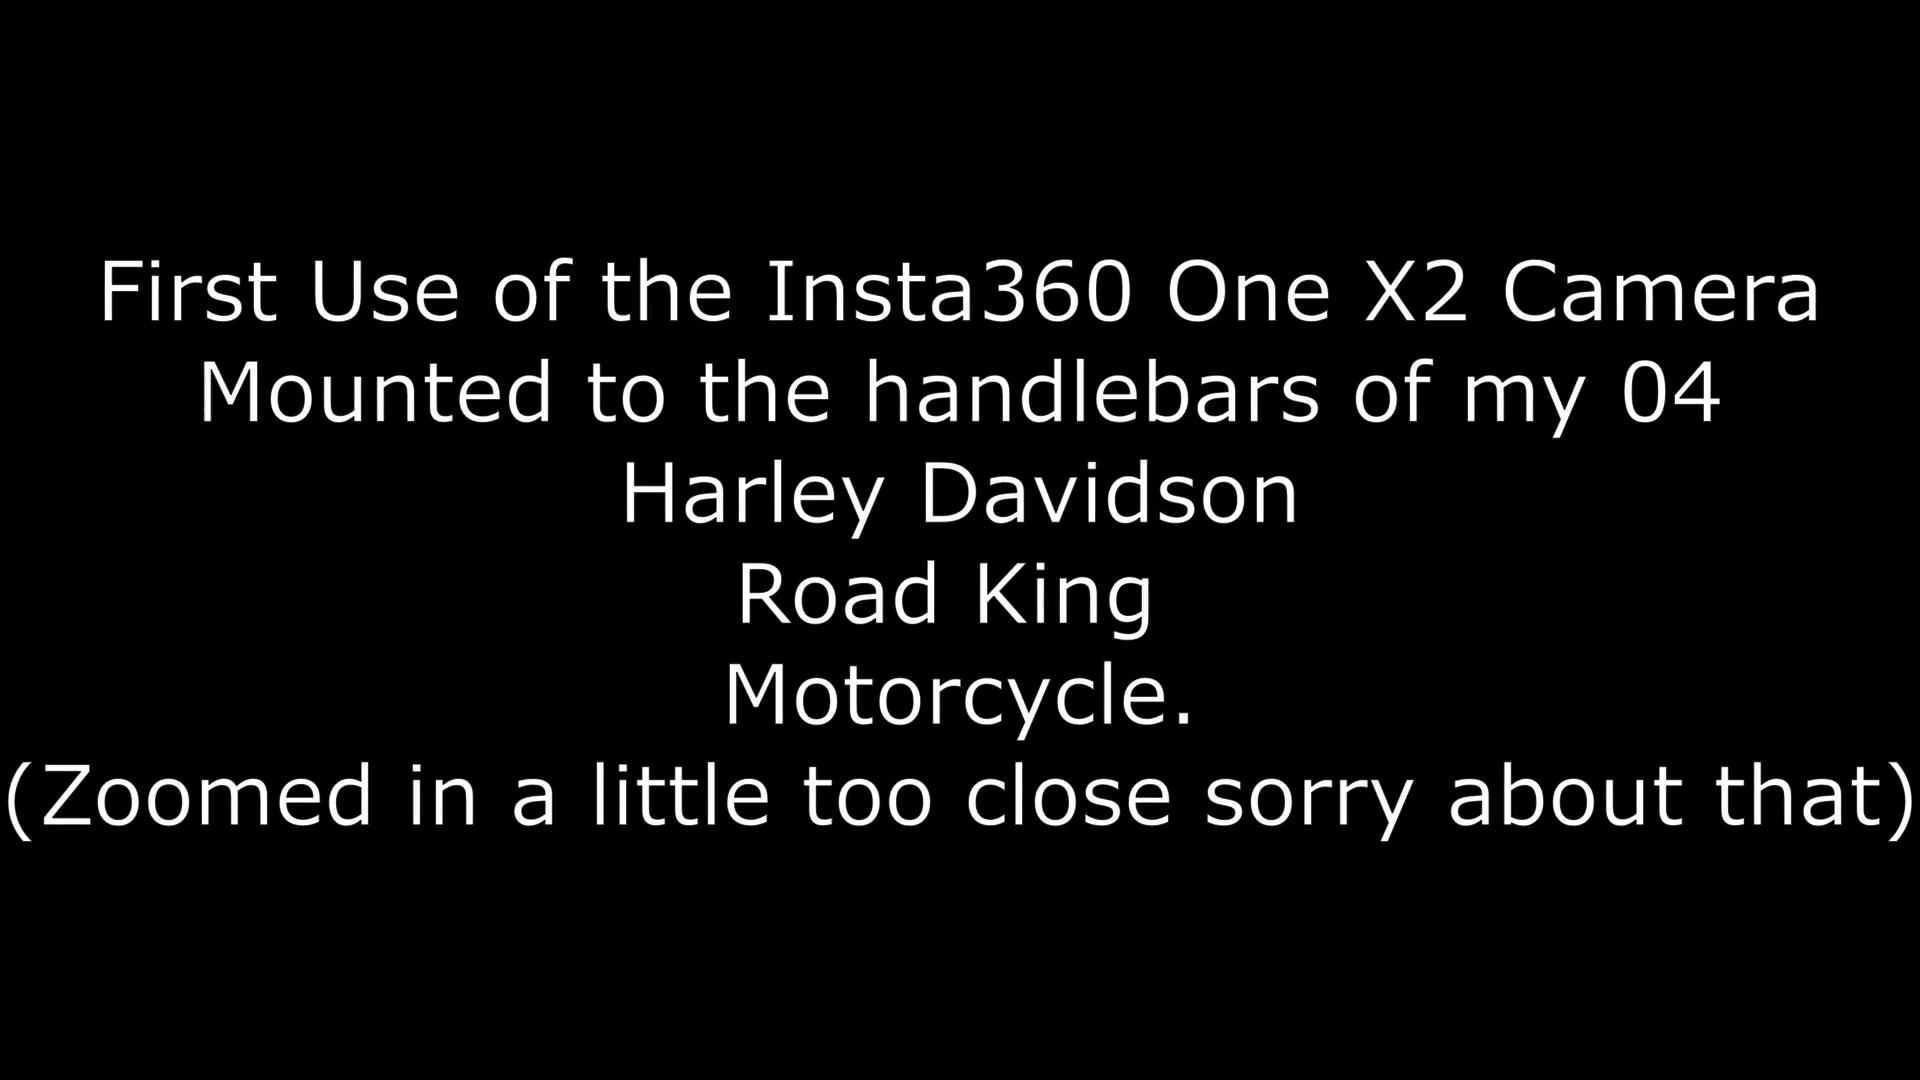 First Use of the Insta360 One X2 Camera
Mounted to the handlebars of my 04
Harley Davidson
Road King
Motorcycle.
(Zoomed in a little too close sorry about that)